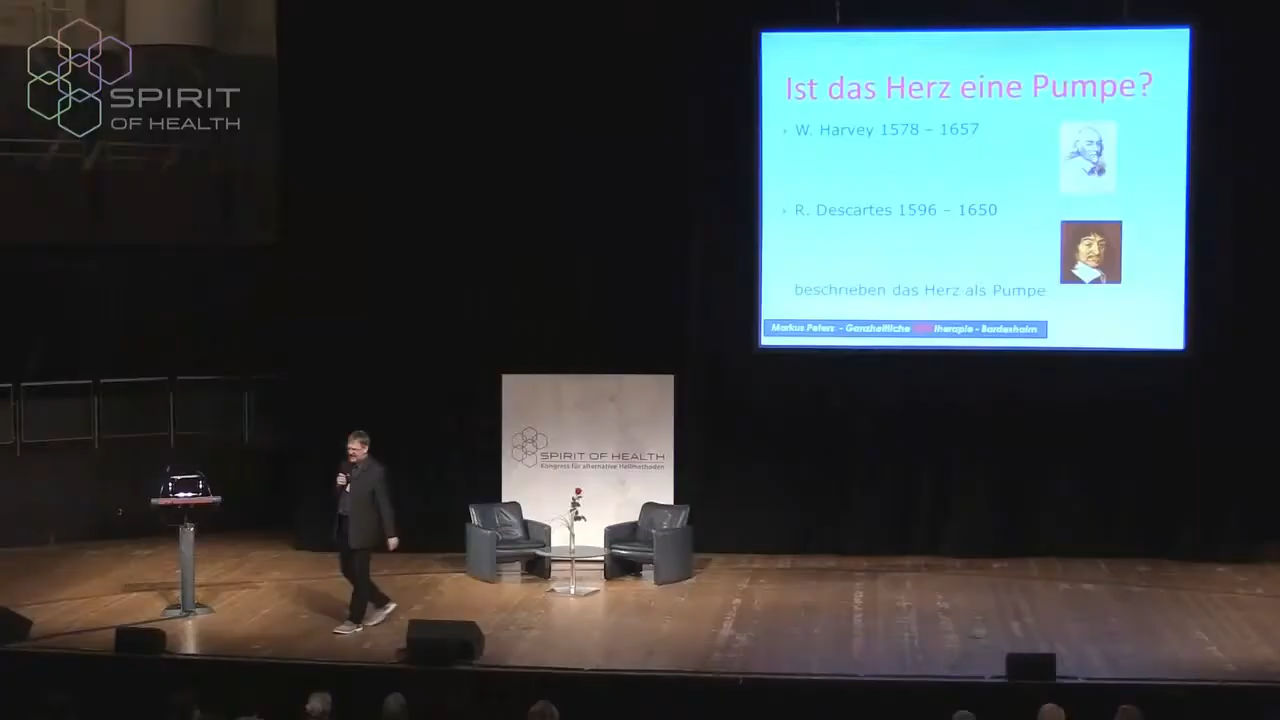 SPIRIT
OF HEALTH
Ist das Herz eine Pumpe?
W. Harvey 1578 – 1657
R. Descartes 1596 – 1650
beschrieben das Herz als Pumpe
Markus Peters - Ganzheitliche therapie - Bordesholm
SPIRIT OF HEALTH
Kongress für alternative Heilmethoden